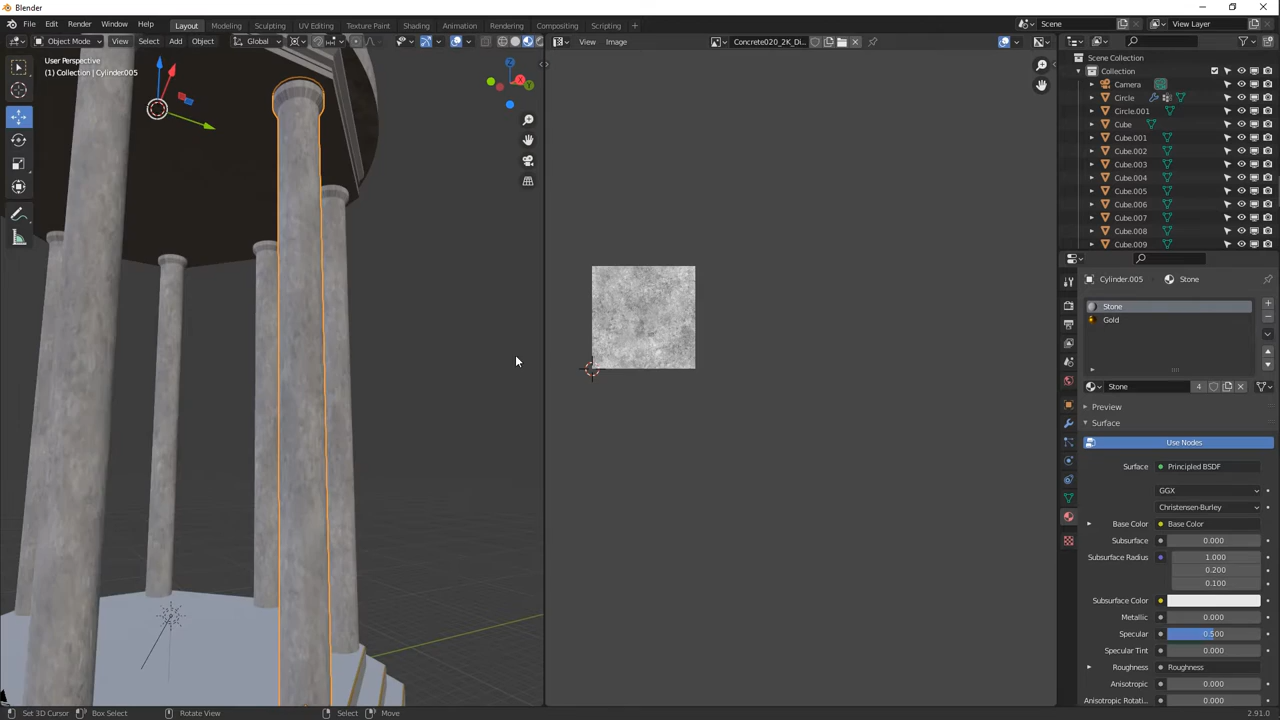 Blender
File Edit Render Window Help Layout Modeling Sculpting UV Editing Texture Paint Shading Animation Rendering Compositing Scripting + Scene View Layer
Object Mode View Select Add Object Global View Image Concrete020_2K_Di...
User Perspective
(1) Collection | Cylinder.005
Z
X
Y
Scene Collection
Collection
Camera
Circle
Circle.001
Cube
Cube.001
Cube.002
Cube.003
Cube.004
Cube.005
Cube.006
Cube.007
Cube.008
Cube.009
Cylinder.005 Stone
Stone
Gold
Stone 4
Preview
Surface
Use Nodes
Surface Principled BSDF
GGX
Christensen-Burley
Base Color Base Color
Subsurface 0.000
Subsurface Radius 1.000
0.200
0.100
Subsurface Color
Metallic 0.000
Specular 0.500
Specular Tint 0.000
Roughness Roughness
Anisotropic 0.000
Anisotropic Rotati... 0.000
Set 3D Cursor Box Select Rotate View Select Move 2.91.0